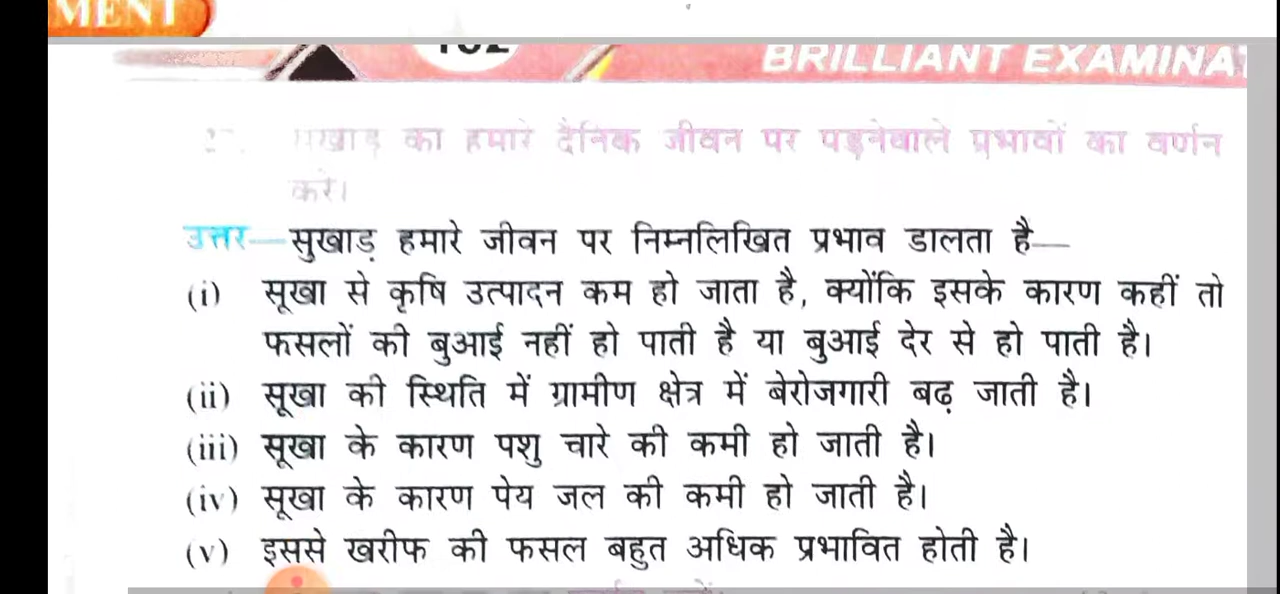 MENT
BRILLIANT EXAMINA
का हमारे दैनिक जीवन पर पड़नेवाले प्रभावों का वर्णन
करें।
उत्तर—सुखाड़ हमारे जीवन पर निम्नलिखित प्रभाव डालता है—
(i) सूखा से कृषि उत्पादन कम हो जाता है, क्योंकि इसके कारण कहीं तो
फसलों की बुआई नहीं हो पाती है या बुआई देर से हो पाती है।
(ii) सूखा की स्थिति में ग्रामीण क्षेत्र में बेरोजगारी बढ़ जाती है।
(iii) सूखा के कारण पशु चारे की कमी हो जाती है।
(iv) सूखा के कारण पेय जल की कमी हो जाती है।
(v) इससे खरीफ की फसल बहुत अधिक प्रभावित होती है।